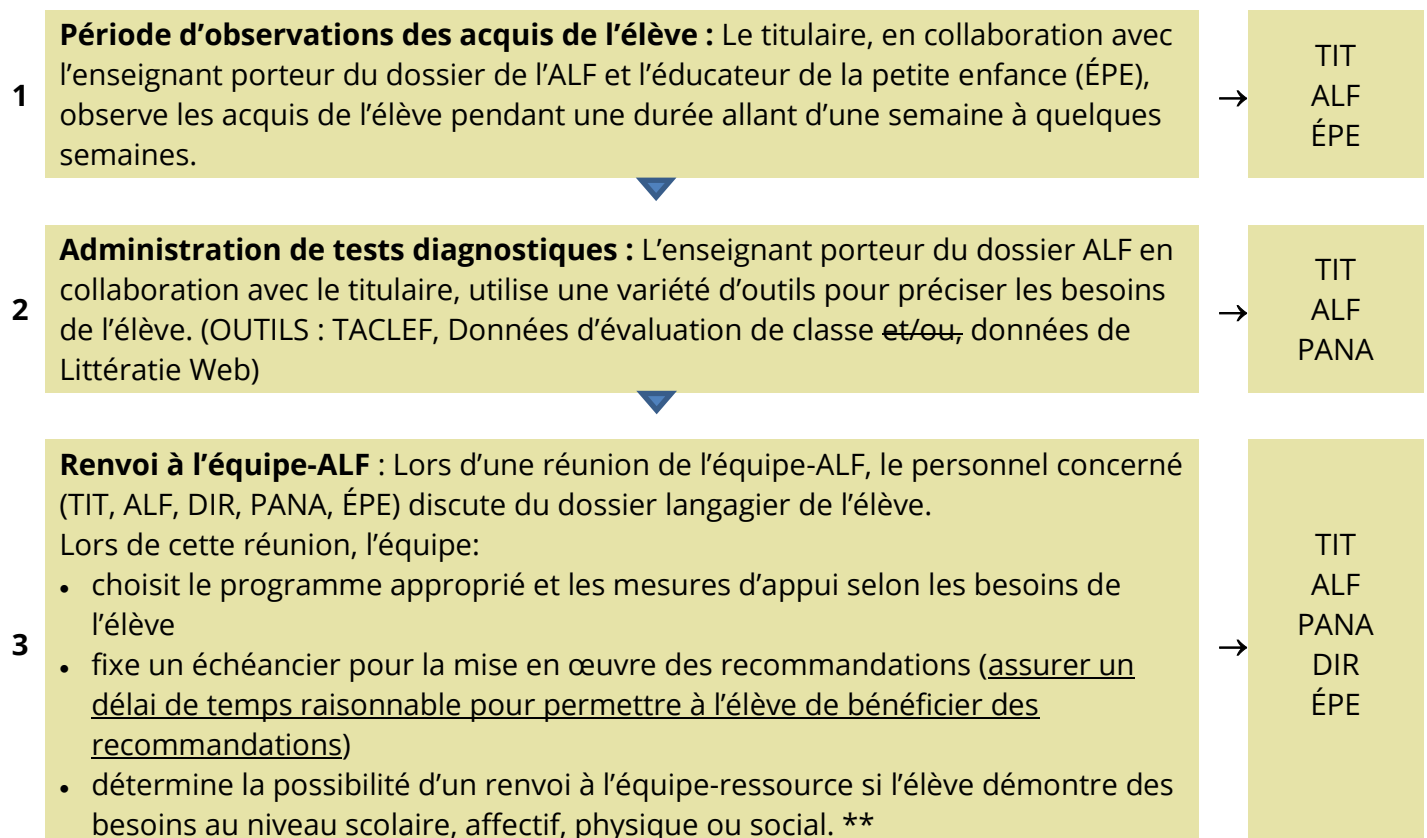 1
Période d’observations des acquis de l’élève : Le titulaire, en collaboration avec
l’enseignant porteur du dossier de l’ALF et l’éducateur de la petite enfance (ÉPE),
observe les acquis de l’élève pendant une durée allant d’une semaine à quelques
semaines.
→
TIT
ALF
ÉPE
2
Administration de tests diagnostiques : L’enseignant porteur du dossier ALF en
collaboration avec le titulaire, utilise une variété d’outils pour préciser les besoins
de l’élève. (OUTILS : TACLEF, Données d’évaluation de classe et/ou, données de
Littératie Web)
→
TIT
ALF
PANA
3
Renvoi à l’équipe-ALF : Lors d’une réunion de l’équipe-ALF, le personnel concerné
(TIT, ALF, DIR, PANA, ÉPE) discute du dossier langagier de l’élève.
Lors de cette réunion, l’équipe:
• choisit le programme approprié et les mesures d’appui selon les besoins de
l’élève
• fixe un échéancier pour la mise en œuvre des recommandations (assurer un
délai de temps raisonnable pour permettre à l’élève de bénéficier des
recommandations)
• détermine la possibilité d’un renvoi à l’équipe-ressource si l’élève démontre des
besoins au niveau scolaire, affectif, physique ou social. **
→
TIT
ALF
PANA
DIR
ÉPE